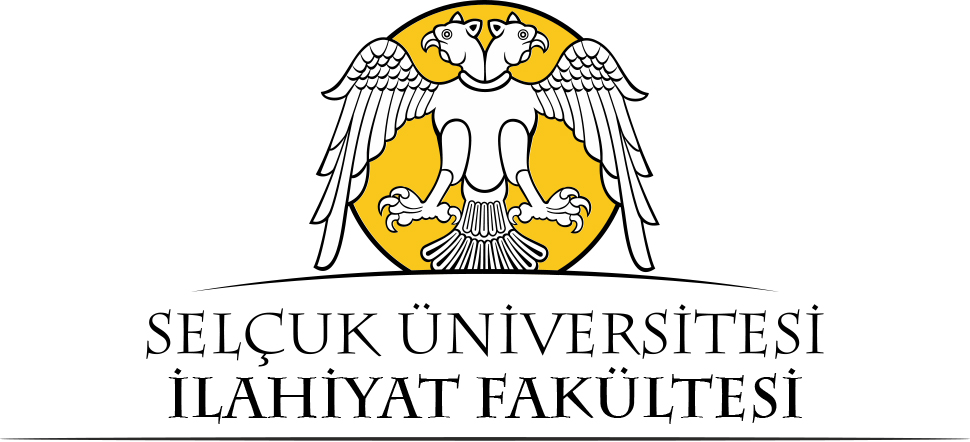 SELÇUK ÜNİVERSİTESİ
İLAHİYAT FAKÜLTESİ